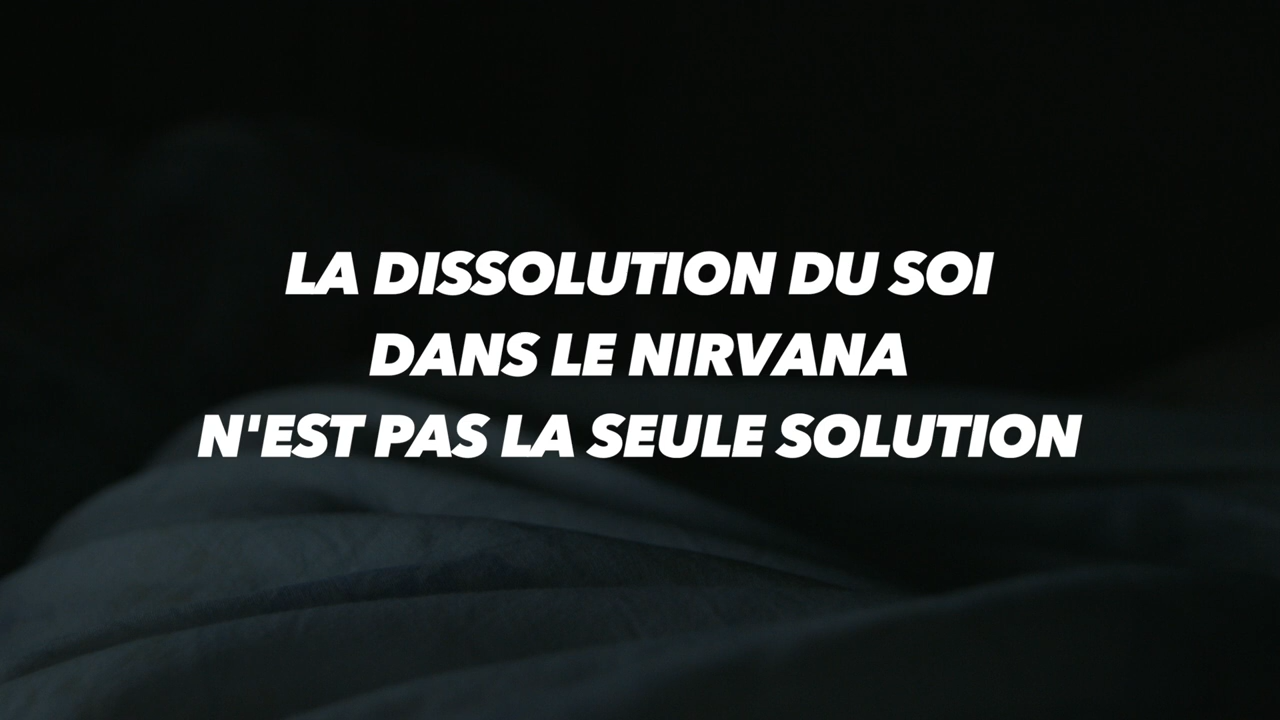 LA DISSOLUTION DU SOI
DANS LE NIRVANA
N'EST PAS LA SEULE SOLUTION